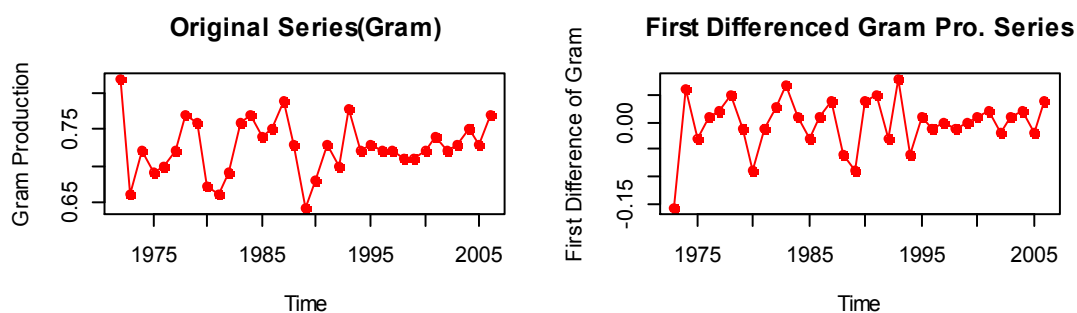 Original Series(Gram)
Gram Production
0.65 0.75
1975 1985 1995 2005
Time
First Differenced Gram Pro. Series
First Difference of Gram
-0.15 0.00
1975 1985 1995 2005
Time